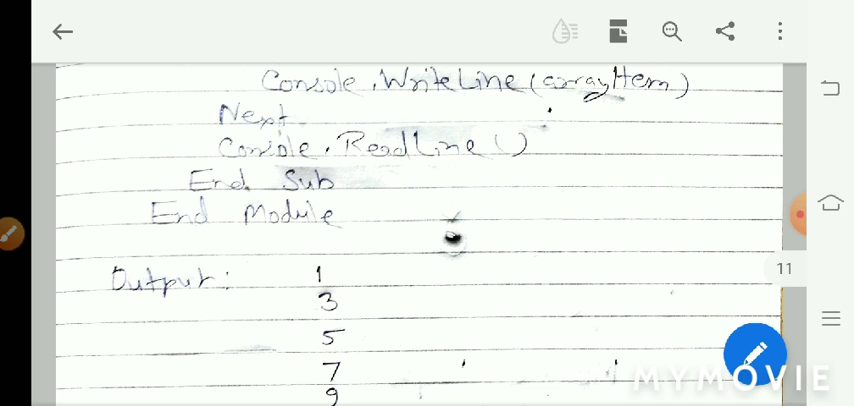 Console.WriteLine(arrayItem)
Next
Console.ReadLine()
End Sub
End Module
Output: 1
3
5
7
9
11
MYMOVIE